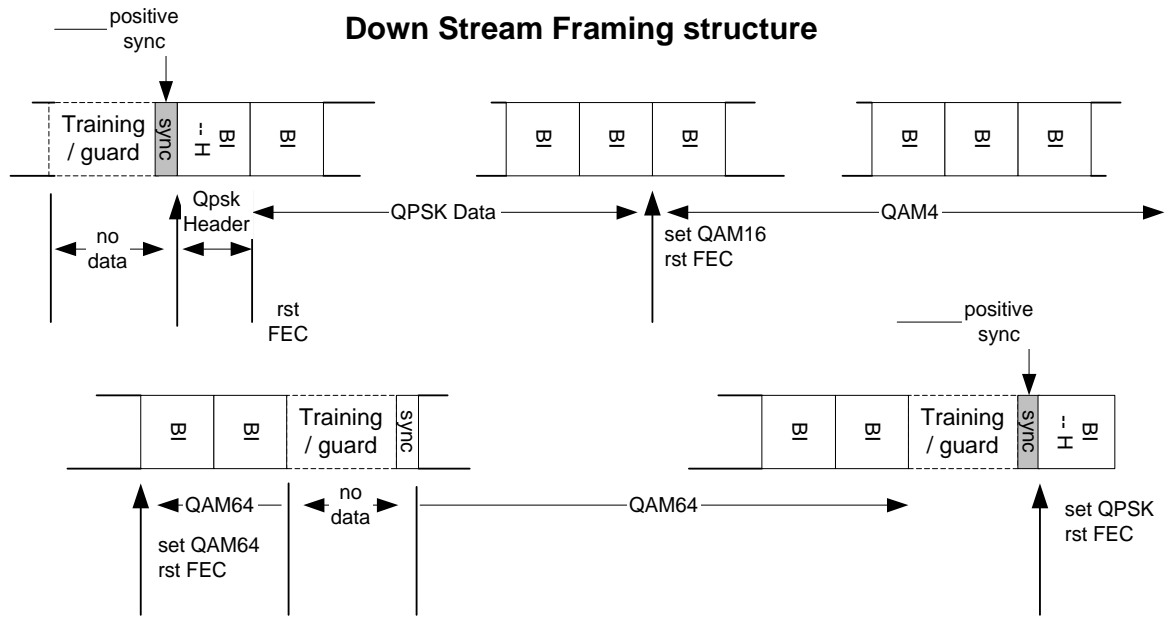 Down Stream Framing structure
____ positive
sync
Training
/ guard
sync
BI
--H
BI
BI
BI
BI
BI
BI
BI
Qpsk
Header
QPSK Data
QAM4
no
data
set QAM16
rst FEC
rst
FEC
____ positive
sync
BI
BI
Training
/ guard
sync
BI
BI
Training
/ guard
sync
BI
--H
QAM64
no
data
QAM64
set QAM64
rst FEC
set QPSK
rst FEC